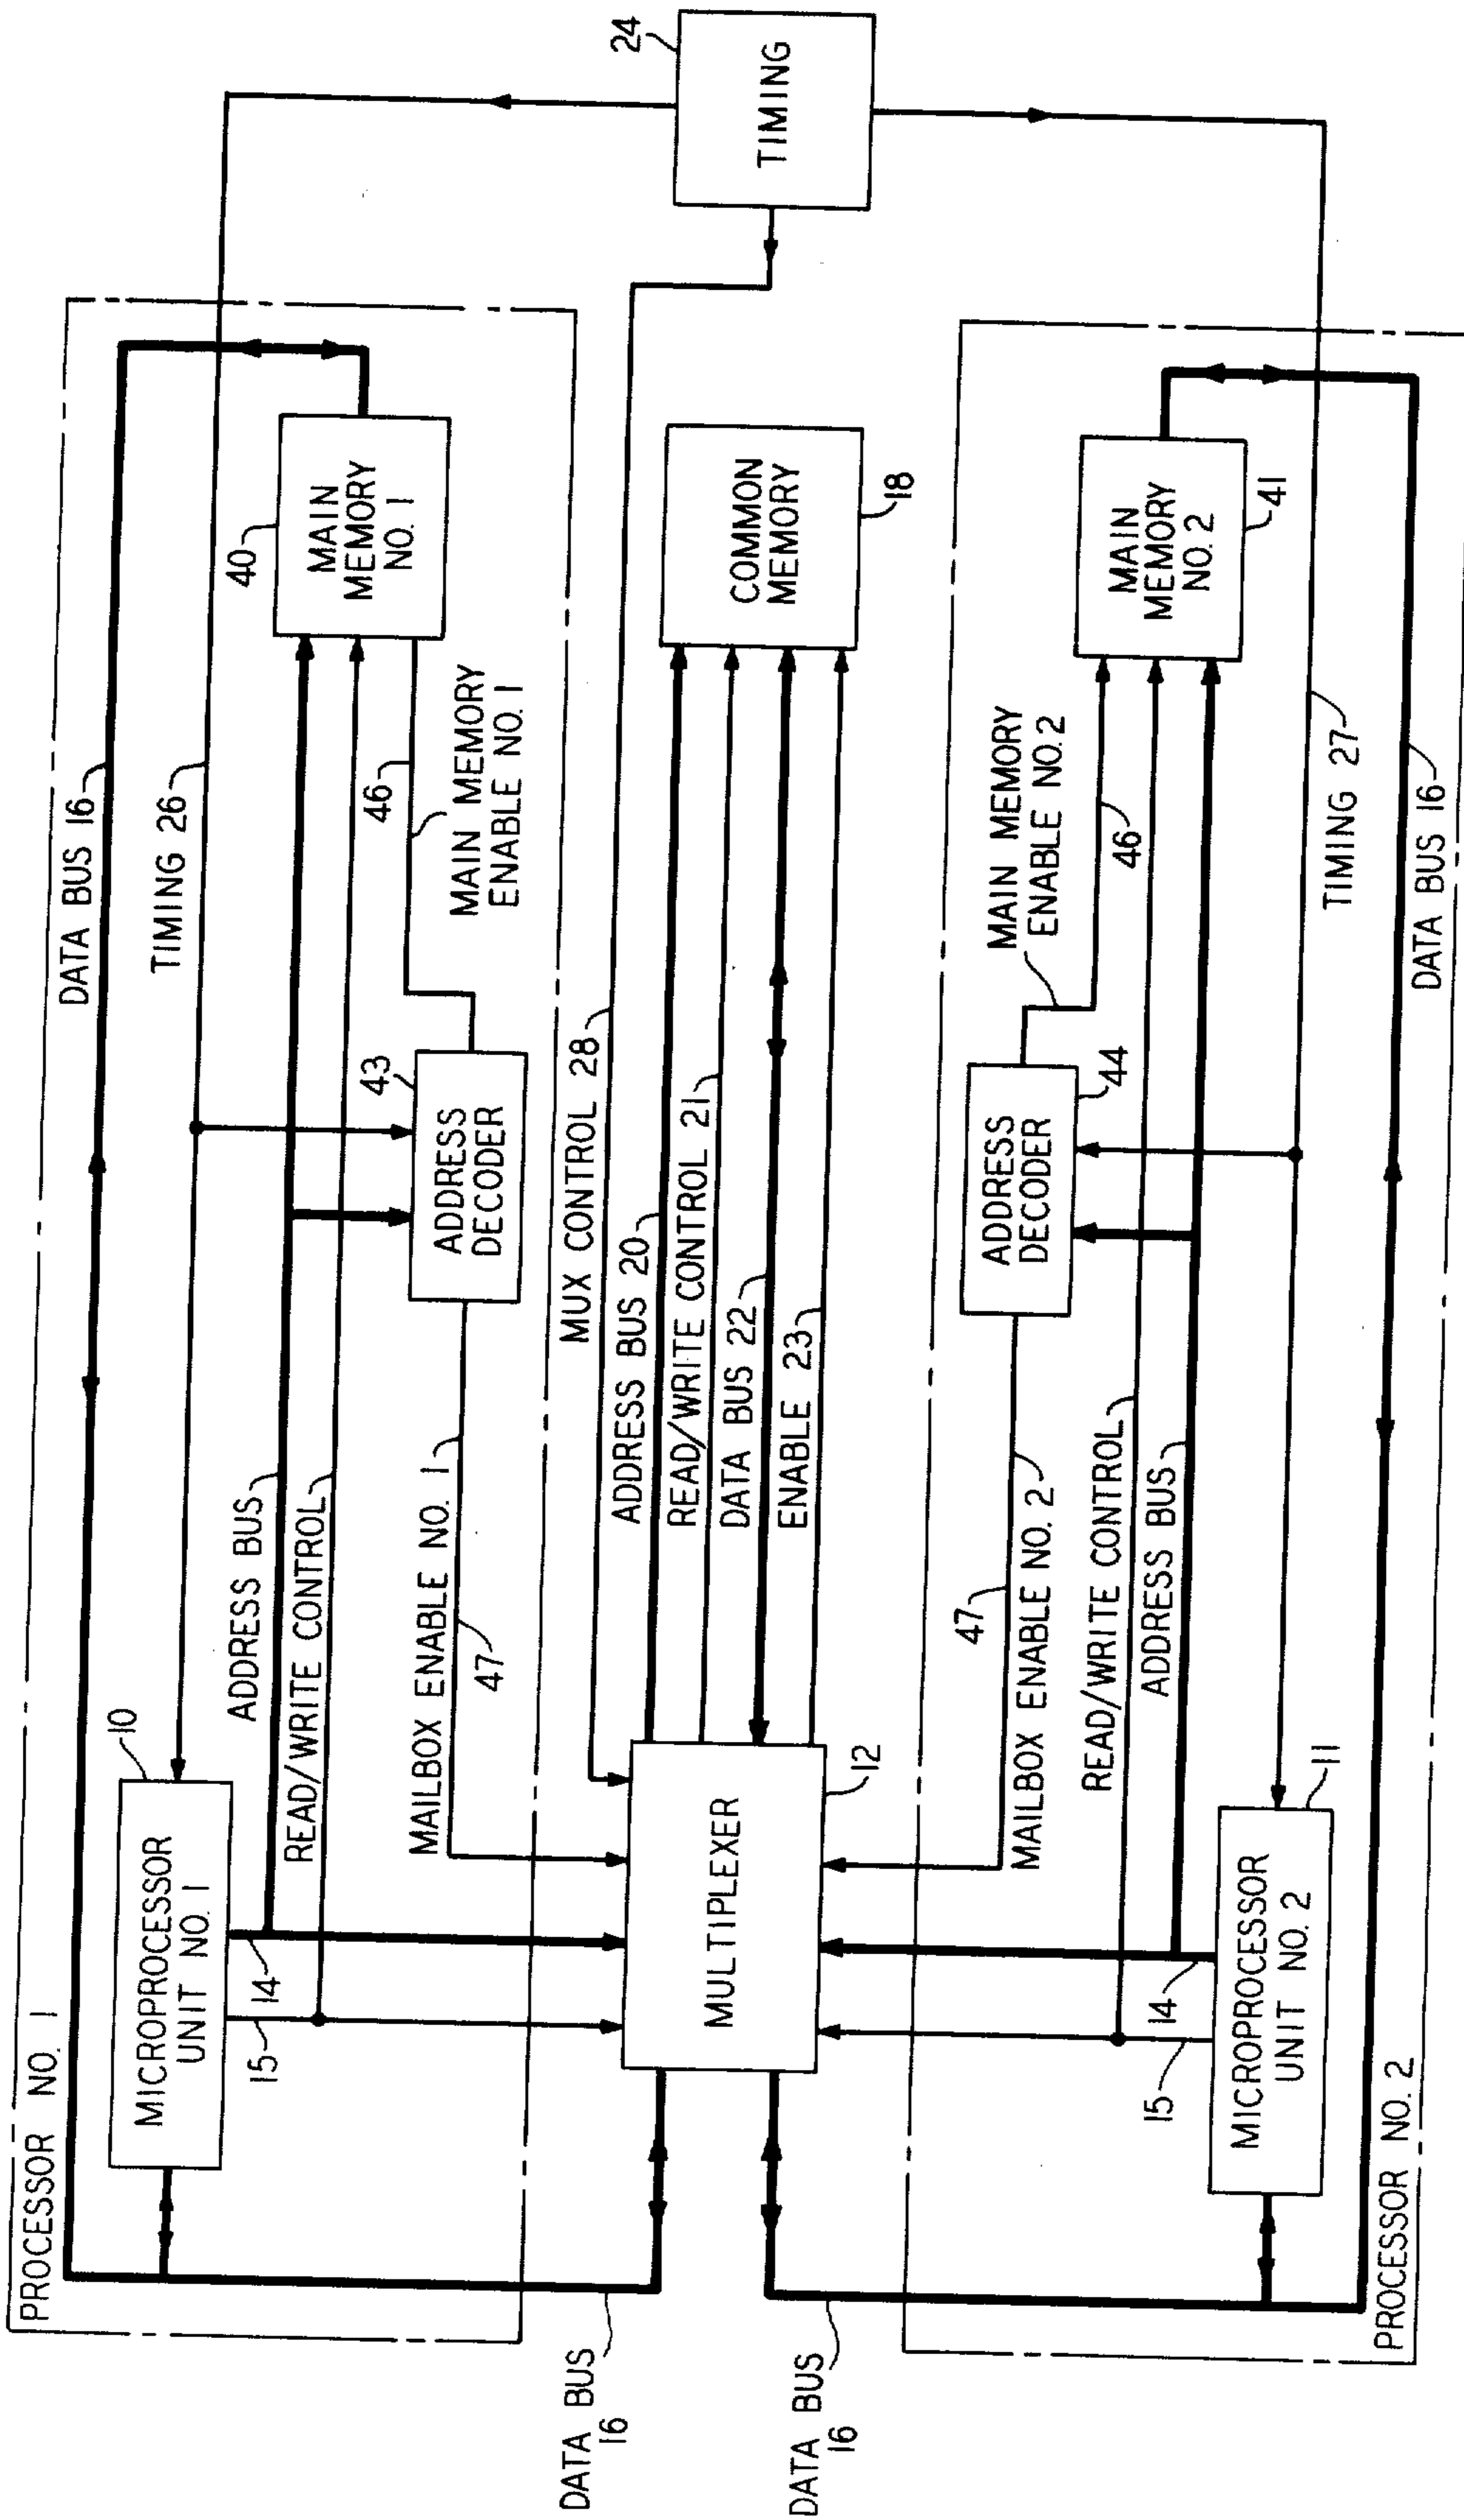 PROCESSOR NO. 1
DATA BUS 16
TIMING 26
10
MICROPROCESSOR
UNIT NO. 1
ADDRESS BUS
READ/WRITE CONTROL
14
15
40
MAIN
MEMORY
NO. 1
46
MAIN MEMORY
ENABLE NO. 1
43
ADDRESS
DECODER
MAILBOX ENABLE NO. 1
47
24
TIMING
MUX CONTROL 28
ADDRESS BUS 20
READ/WRITE CONTROL 21
DATA BUS 22
ENABLE 23
COMMON
MEMORY
18
MULTIPLEXER
12
DATA BUS
16
DATA BUS
16
MAIN MEMORY
ENABLE NO. 2
46
MAIN
MEMORY
NO. 2
41
ADDRESS
DECODER
44
47
MAILBOX ENABLE NO. 2
READ/WRITE CONTROL
ADDRESS BUS
14
15
11
MICROPROCESSOR
UNIT NO. 2
TIMING 27
DATA BUS 16
PROCESSOR NO. 2